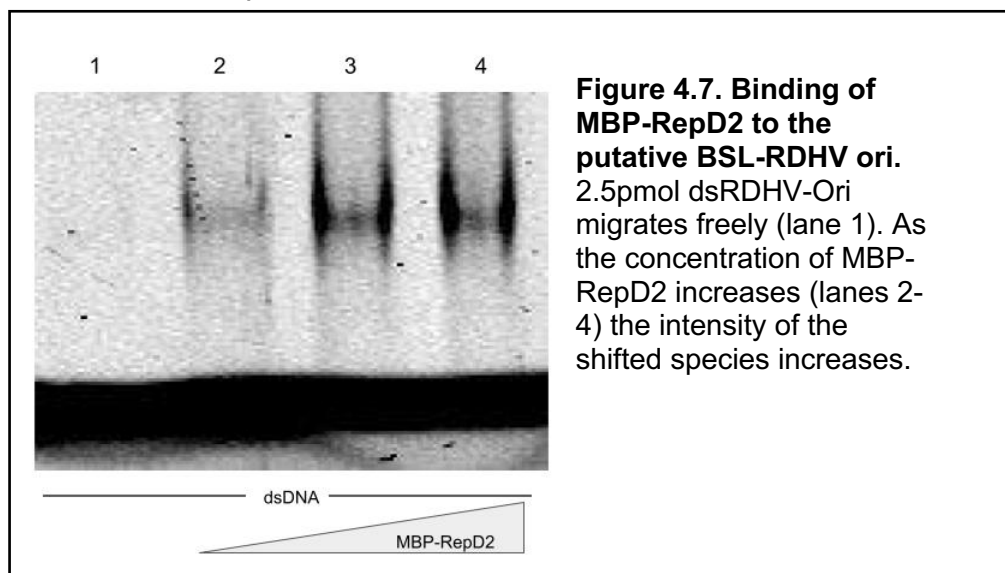 1 2 3 4
Figure 4.7. Binding of
MBP-RepD2 to the
putative BSL-RDHV ori.
2.5pmol dsRDHV-Ori
migrates freely (lane 1). As
the concentration of MBP-
RepD2 increases (lanes 2-
4) the intensity of the
shifted species increases.
dsDNA
MBP-RepD2